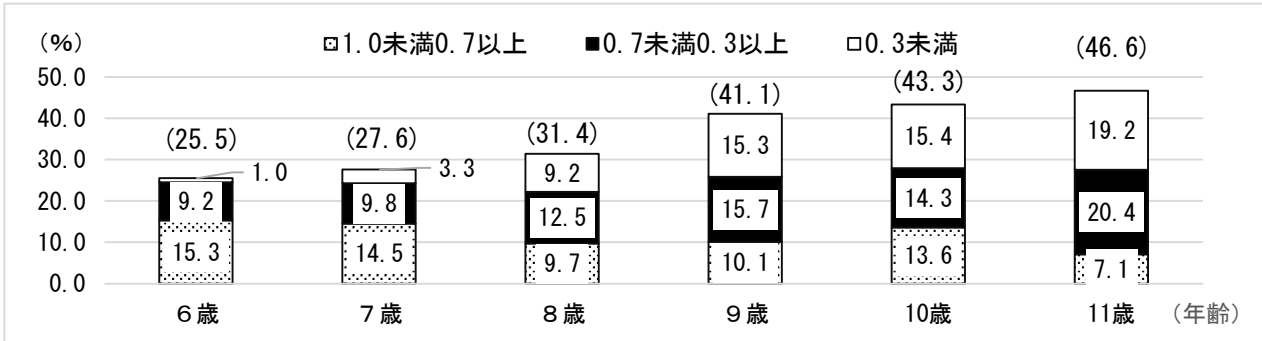 （％） 1.0未満0.7以上 0.7未満0.3以上 0.3未満
50.0
40.0
30.0
20.0
10.0
0.0
(25.5) (27.6) (31.4) (41.1) (43.3) (46.6)
1.0 3.3 9.2 15.3 15.4 19.2
9.2 9.8 12.5 15.7 14.3 20.4
15.3 14.5 9.7 10.1 13.6 7.1
６歳 ７歳 ８歳 ９歳 10歳 11歳 （年齢）